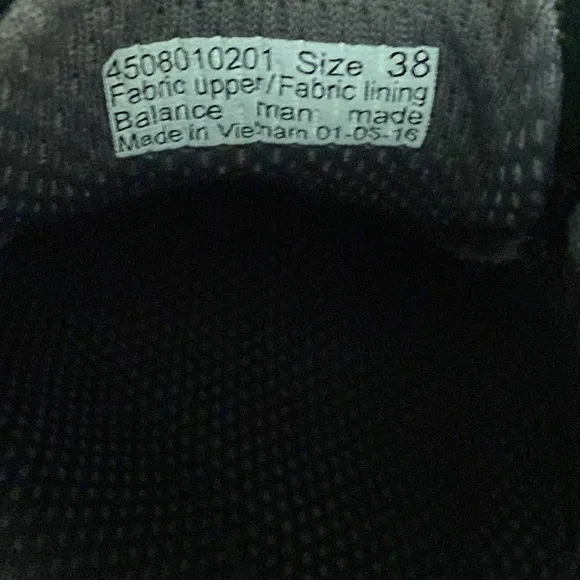 4508010201 Size 38
Fabric upper/Fabric lining
Balance man made
Made in Vietnam 01-05-16